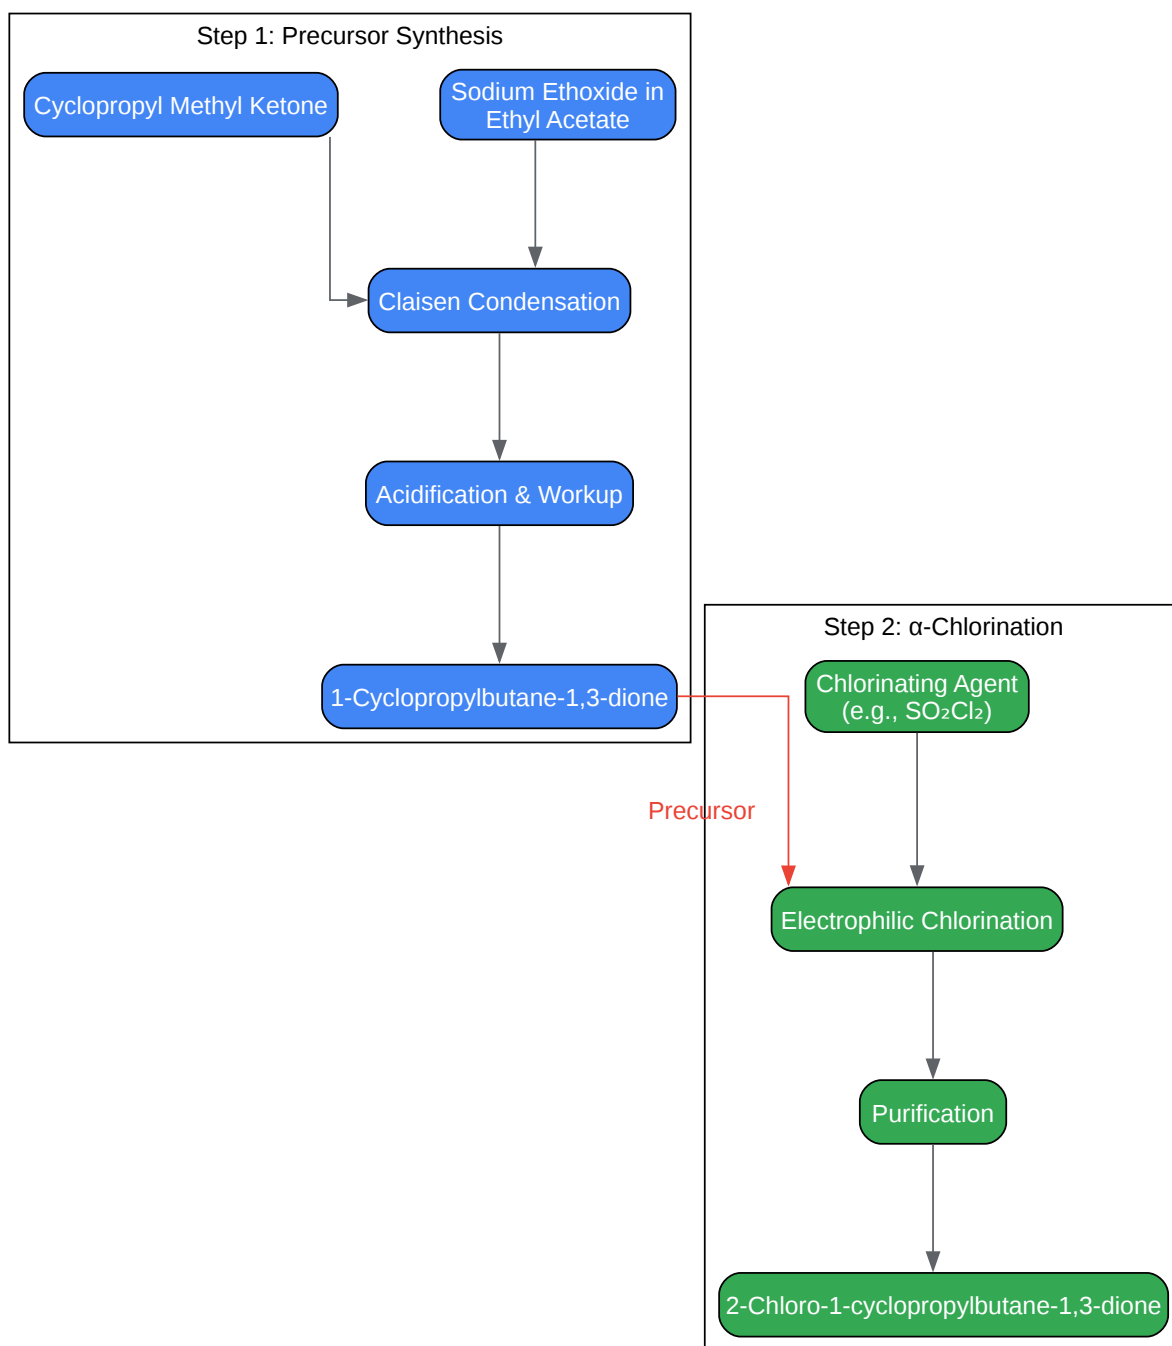 Step 1: Precursor Synthesis
Cyclopropyl Methyl Ketone
Sodium Ethoxide in
Ethyl Acetate
Claisen Condensation
Acidification & Workup
1-Cyclopropylbutane-1,3-dione
Step 2: α-Chlorination
Chlorinating Agent
(e.g., SO₂Cl₂)
Precursor
Electrophilic Chlorination
Purification
2-Chloro-1-cyclopropylbutane-1,3-dione